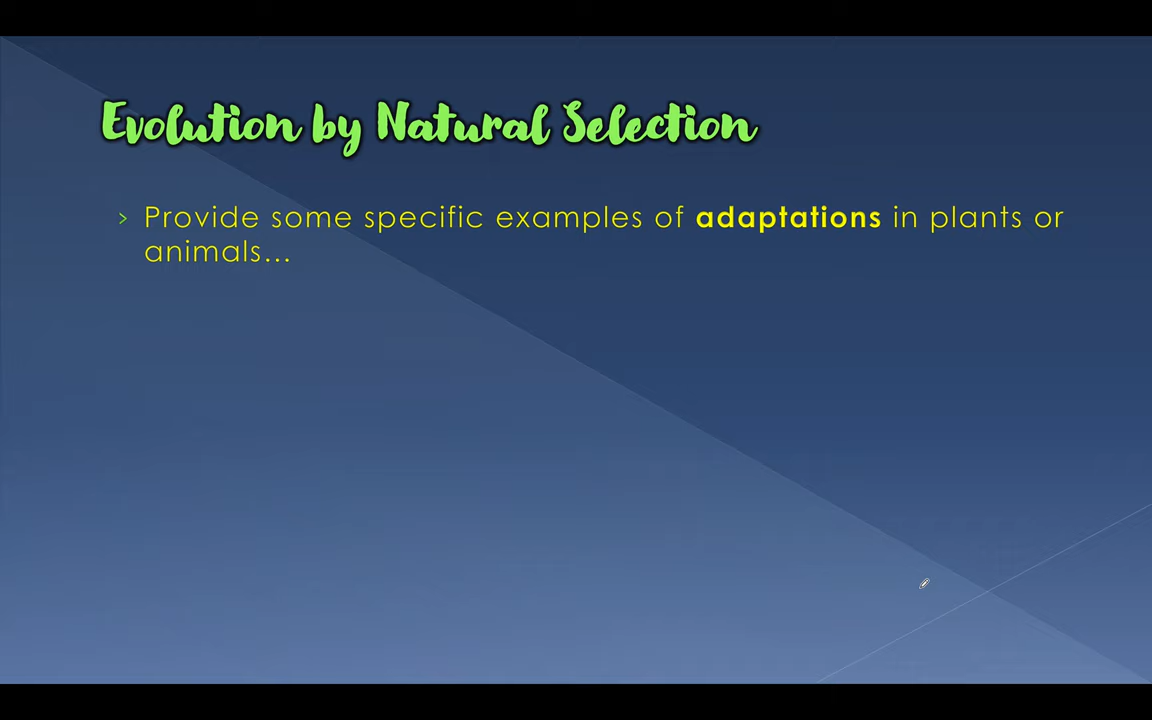 Evolution by Natural Selection
› Provide some specific examples of adaptations in plants or
animals...